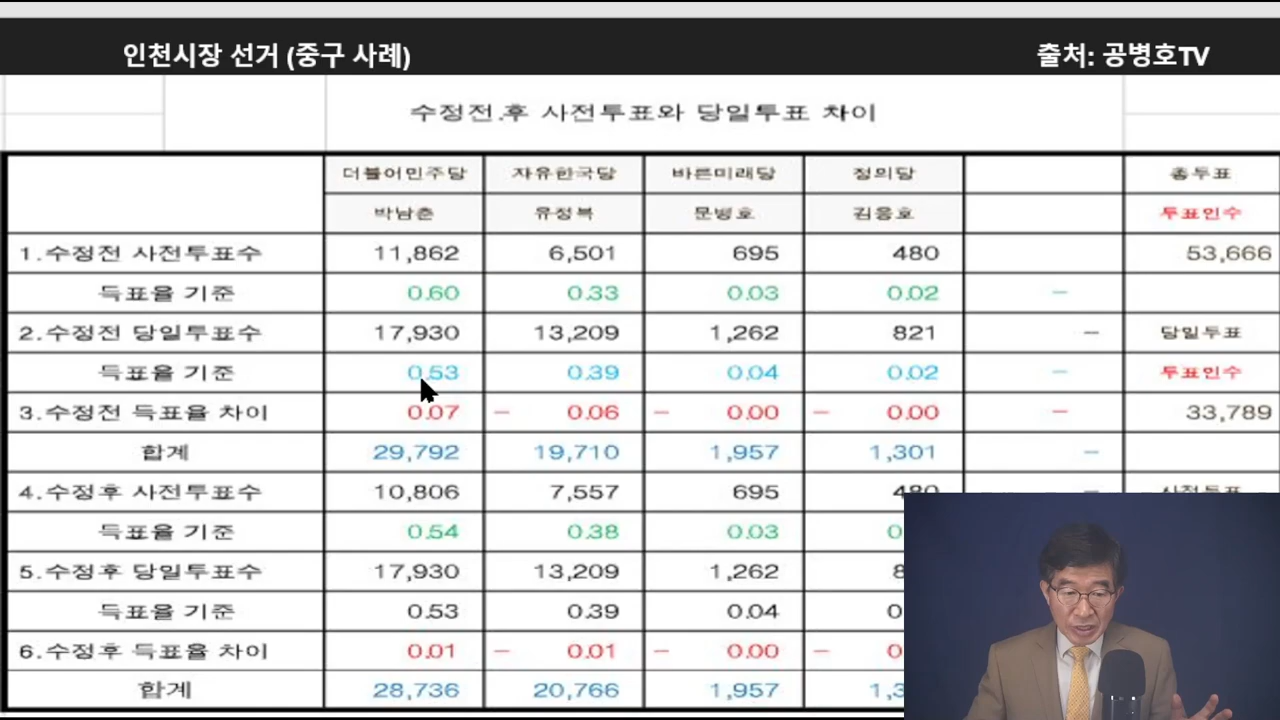 인천시장 선거 (중구 사례) 출처: 공병호TV
수정전.후 사전투표와 당일투표 차이
더불어민주당 자유한국당 바른미래당 정의당 총투표
박남춘 유정복 문병호 김응호 투표인수
1.수정전 사전투표수 11,862 6,501 695 480 53,666
득표율 기준 0.60 0.33 0.03 0.02 –
2.수정전 당일투표수 17,930 13,209 1,262 821 – 당일투표
득표율 기준 0.53 0.39 0.04 0.02 – 투표인수
3.수정전 득표율 차이 0.07 – 0.06 – 0.00 – 0.00 – 33,789
합계 29,792 19,710 1,957 1,301 –
4.수정후 사전투표수 10,806 7,557 695 480 – 사전투표
득표율 기준 0.54 0.38 0.03
5.수정후 당일투표수 17,930 13,209 1,262
득표율 기준 0.53 0.39 0.04
6.수정후 득표율 차이 0.01 – 0.01 – 0.00 –
합계 28,736 20,766 1,957